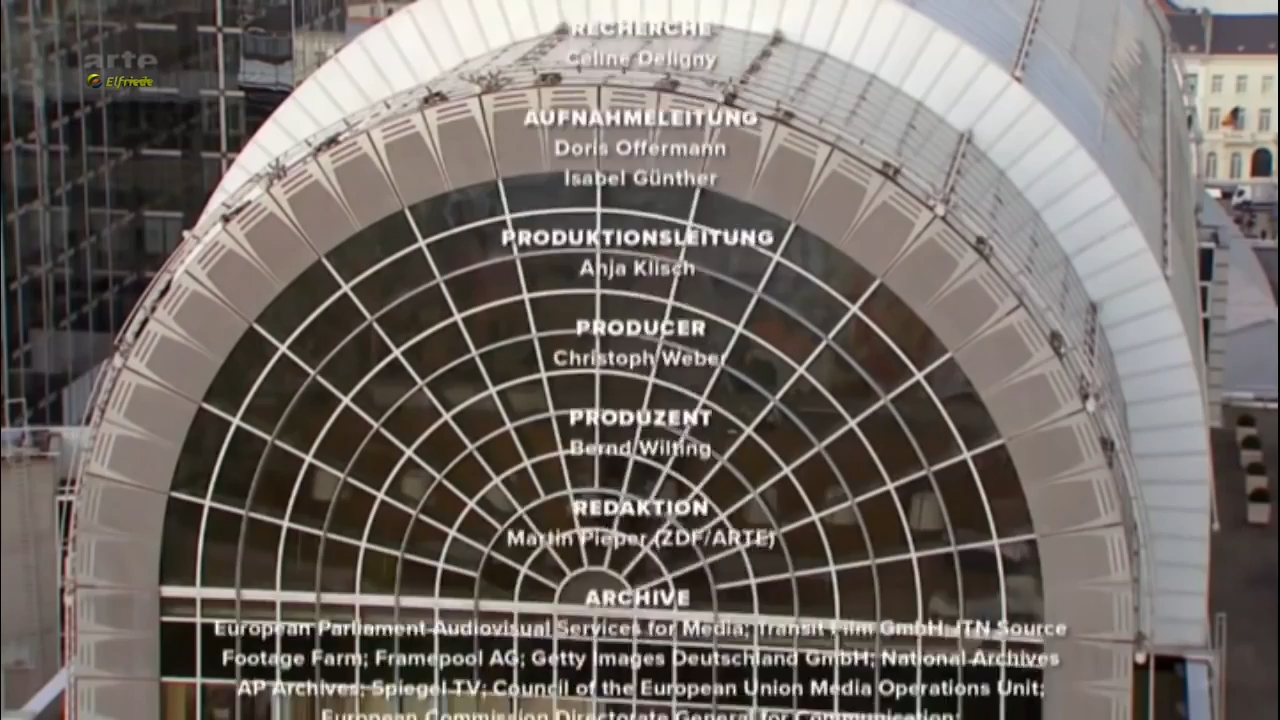 arte
Elfriede
RECHERCHE
Celine Deligny
AUFNAHMELEITUNG
Doris Offermann
Isabel Günther
PRODUKTIONSLEITUNG
Anja Klisch
PRODUCER
Christoph Weber
PRODUZENT
Bernd Wilting
REDAKTION
Martin Pieper (ZDF/ARTE)
ARCHIVE
European Parliament Audiovisual Services for Media; Transit Film GmbH; ITN Source
Footage Farm; Framepool AG; Getty Images Deutschland GmbH; National Archives
AP Archives; Spiegel TV; Council of the European Union Media Operations Unit;
European Commission Directorate General for Communication;